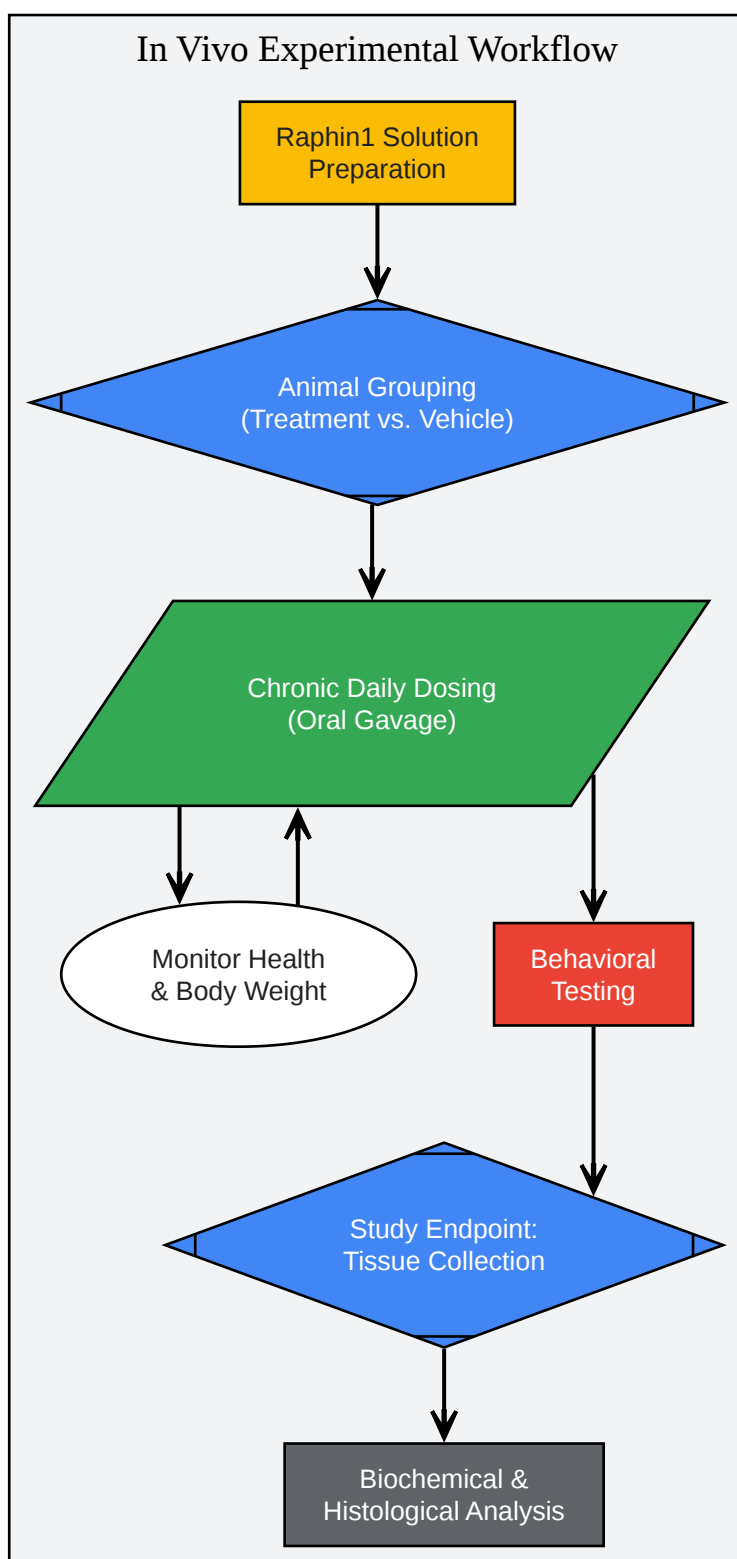 In Vivo Experimental Workflow
Raphin1 Solution
Preparation
Animal Grouping
(Treatment vs. Vehicle)
Chronic Daily Dosing
(Oral Gavage)
Monitor Health
& Body Weight
Behavioral
Testing
Study Endpoint:
Tissue Collection
Biochemical &
Histological Analysis